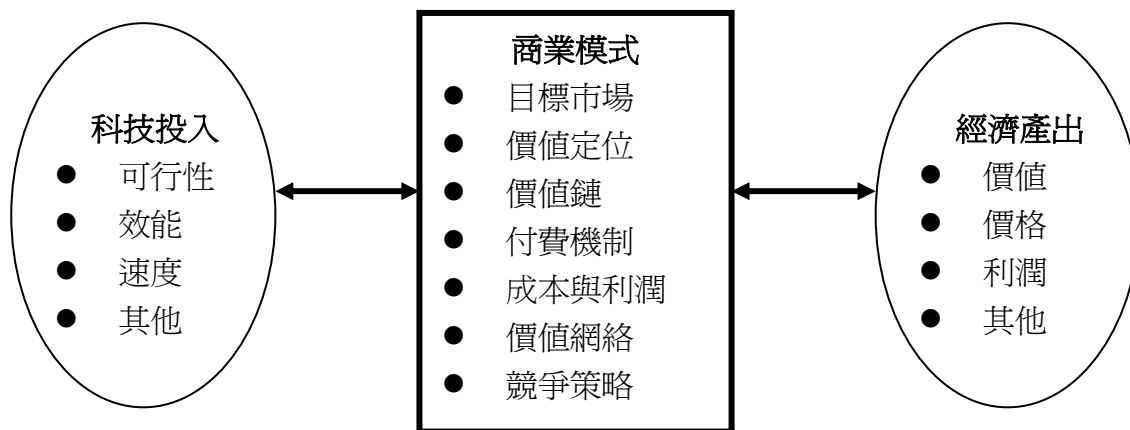 科技投入
● 可行性
● 效能
● 速度
● 其他
商業模式
● 目標市場
● 價值定位
● 價值鏈
● 付費機制
● 成本與利潤
● 價值網絡
● 競爭策略
經濟產出
● 價值
● 價格
● 利潤
● 其他